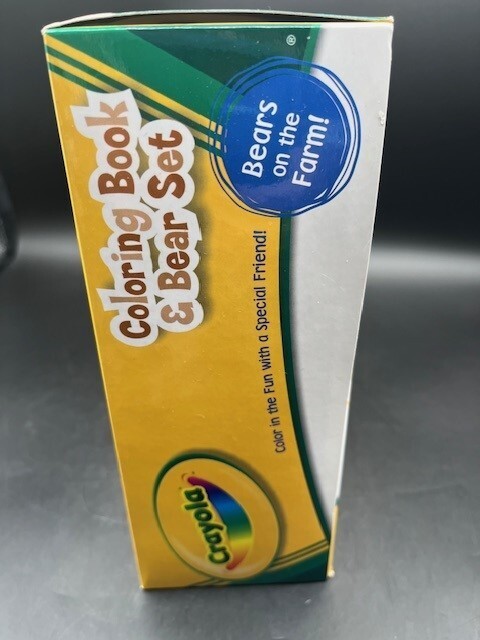 Crayola
Coloring Book
& Bear Set
Color in the Fun with a Special Friend!
Bears
on the
Farm!
®